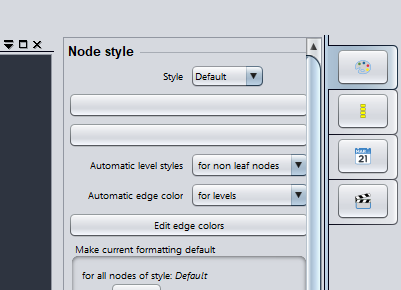 Node style
Style Default
Automatic level styles for non leaf nodes
Automatic edge color for levels
Edit edge colors
Make current formatting default
for all nodes of style: Default
21